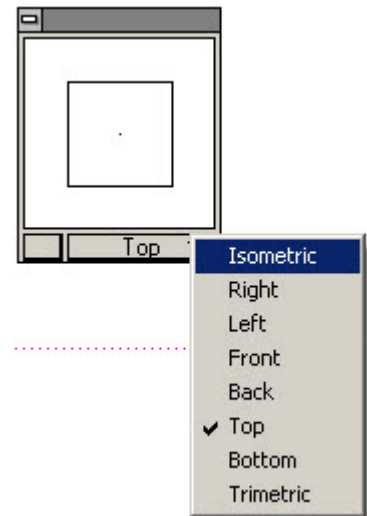 Top
Isometric
Right
Left
Front
Back
Top
Bottom
Trimetric